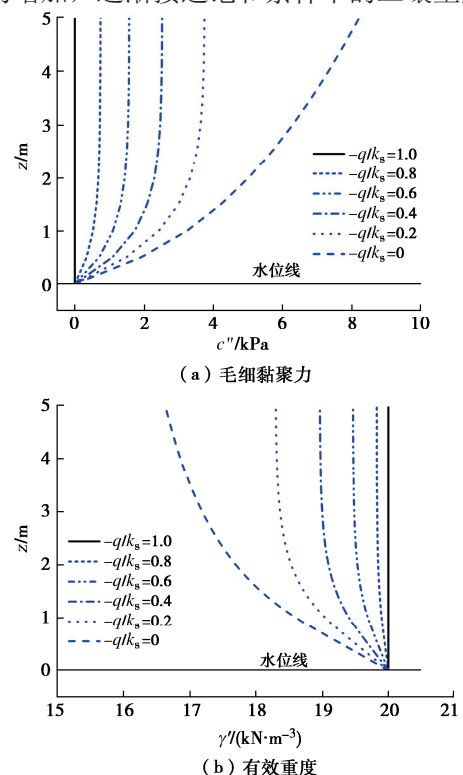 5
4
3
2
1
0
z/m
-q/kₛ=1.0
-q/kₛ=0.8
-q/kₛ=0.6
-q/kₛ=0.4
-q/kₛ=0.2
-q/kₛ=0
水位线
0 2 4 6 8 10
c″/kPa
（a）毛细黏聚力
5
4
3
2
1
0
z/m
-q/kₛ=1.0
-q/kₛ=0.8
-q/kₛ=0.6
-q/kₛ=0.4
-q/kₛ=0.2
-q/kₛ=0
水位线
15 16 17 18 19 20 21
γ′/(kN·m⁻³)
（b）有效重度